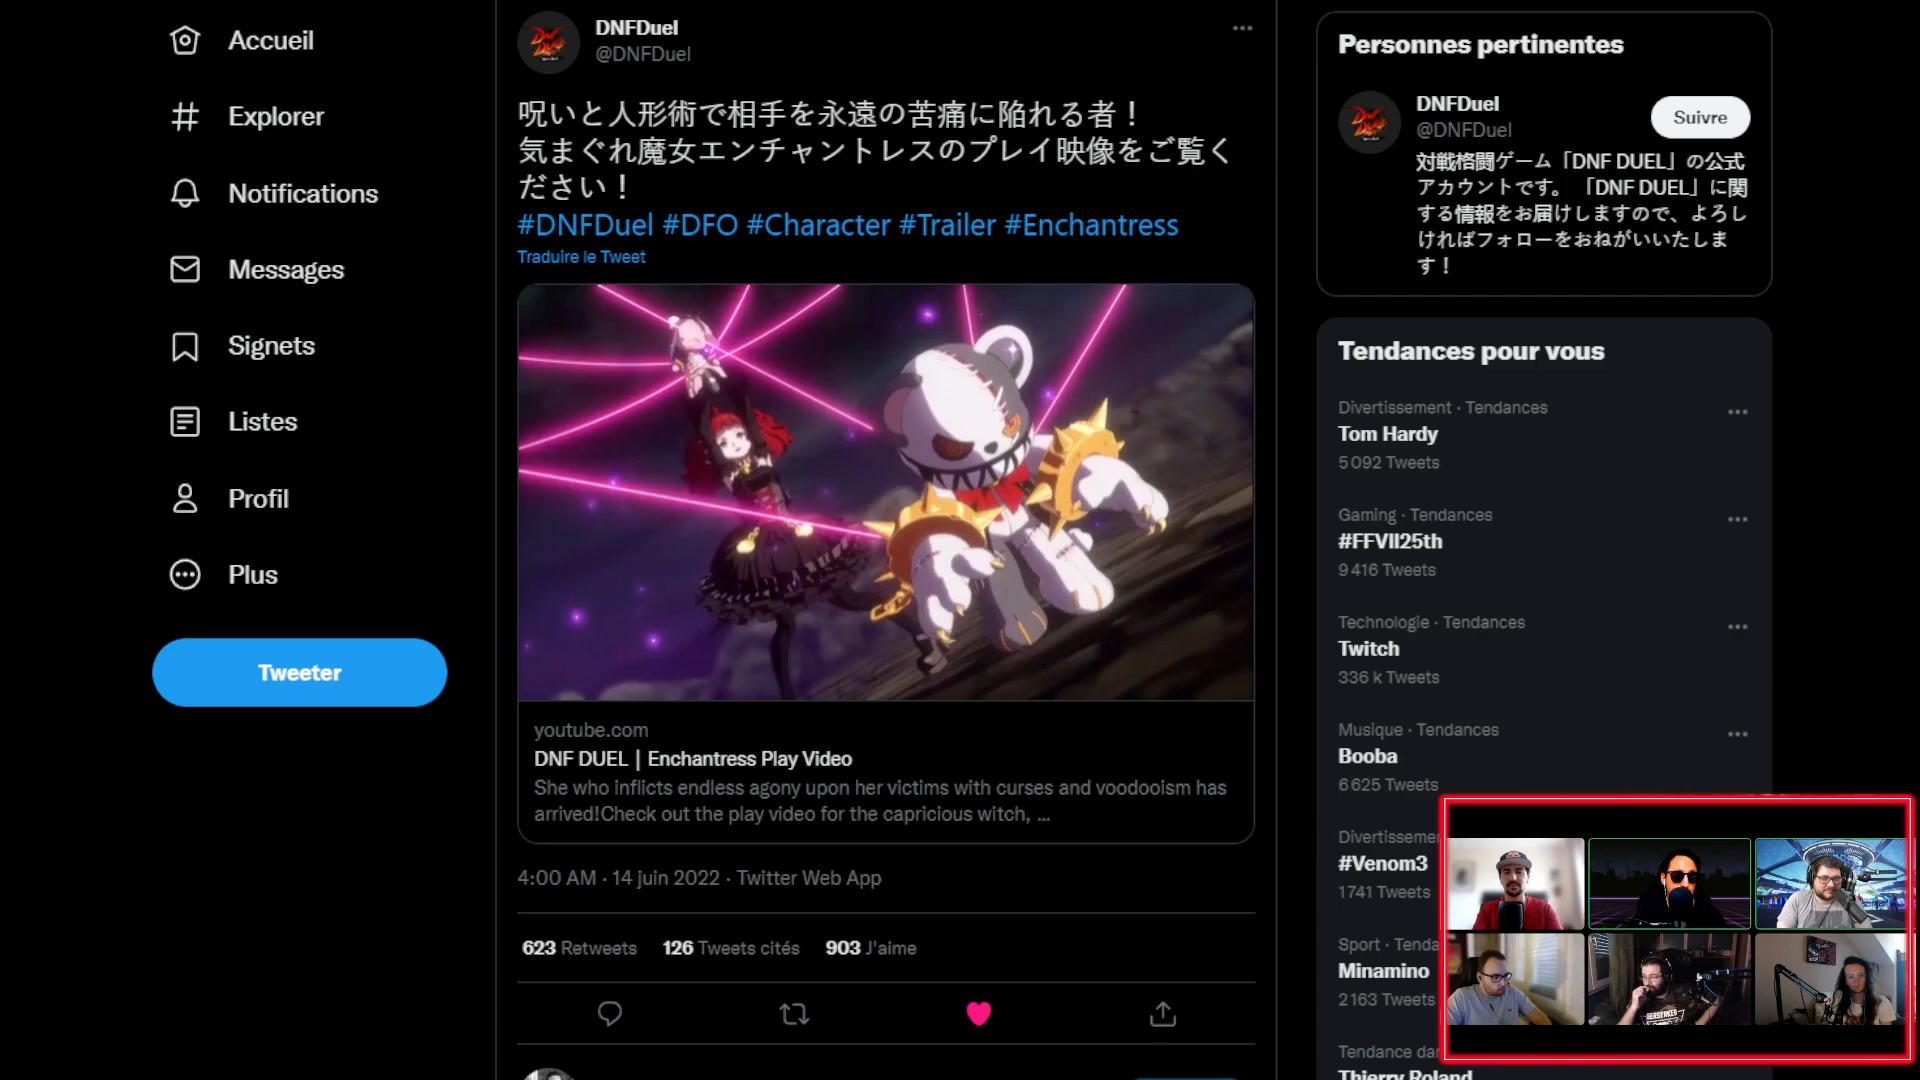 Accueil
Explorer
Notifications
Messages
Signets
Listes
Profil
Plus
Tweeter
DNFDuel
@DNFDuel
呪いと人形術で相手を永遠の苦痛に陥れる者！
気まぐれ魔女エンチャントレスのプレイ映像をご覧く
ださい！
#DNFDuel #DFO #Character #Trailer #Enchantress
Traduire le Tweet
youtube.com
DNF DUEL | Enchantress Play Video
She who inflicts endless agony upon her victims with curses and voodooism has
arrived!Check out the play video for the capricious witch, ...
4:00 AM · 14 juin 2022 · Twitter Web App
623 Retweets 126 Tweets cités 903 J'aime
Personnes pertinentes
DNFDuel
@DNFDuel
Suivre
対戦格闘ゲーム「DNF DUEL」の公式
アカウントです。「DNF DUEL」に関
する情報をお届けしますので、よろし
ければフォローをおねがいいたしま
す！
Tendances pour vous
Divertissement · Tendances
Tom Hardy
5 092 Tweets
Gaming · Tendances
#FFVII25th
9 416 Tweets
Technologie · Tendances
Twitch
336 k Tweets
Musique · Tendances
Booba
6 625 Tweets
Divertisseme
#Venom3
1 741 Tweets
Sport · Tenda
Minamino
2 163 Tweets
Tendance da
Thierry Roland
BERSERKER